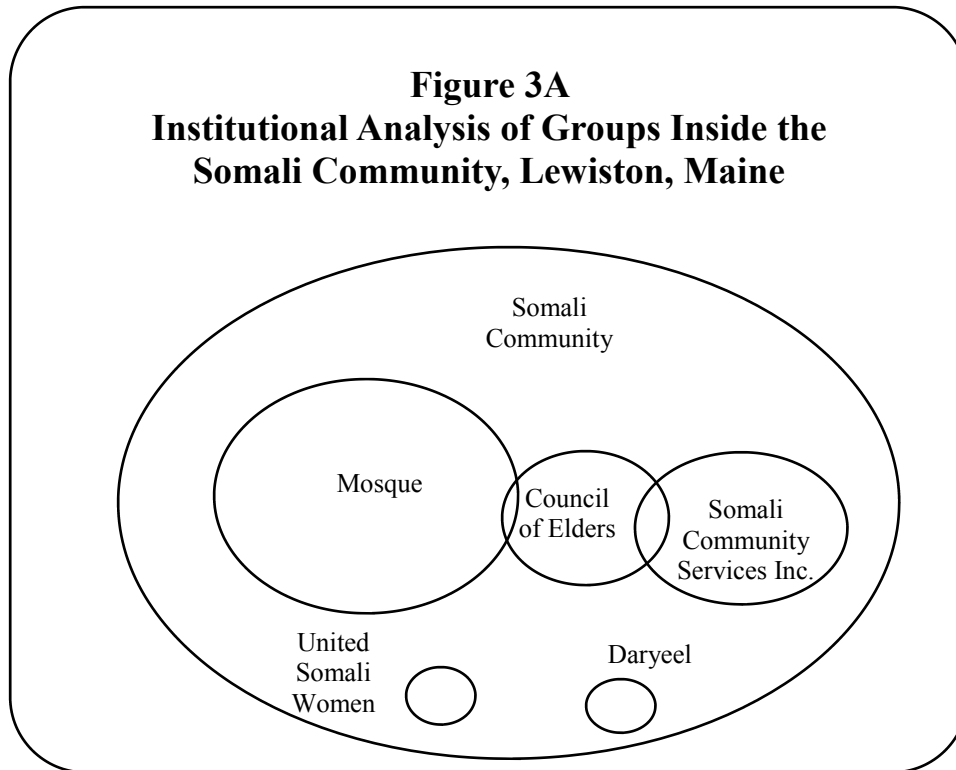 Figure 3A
Institutional Analysis of Groups Inside the
Somali Community, Lewiston, Maine
Somali
Community
Mosque
Council
of Elders
Somali
Community
Services Inc.
United
Somali
Women
Daryeel